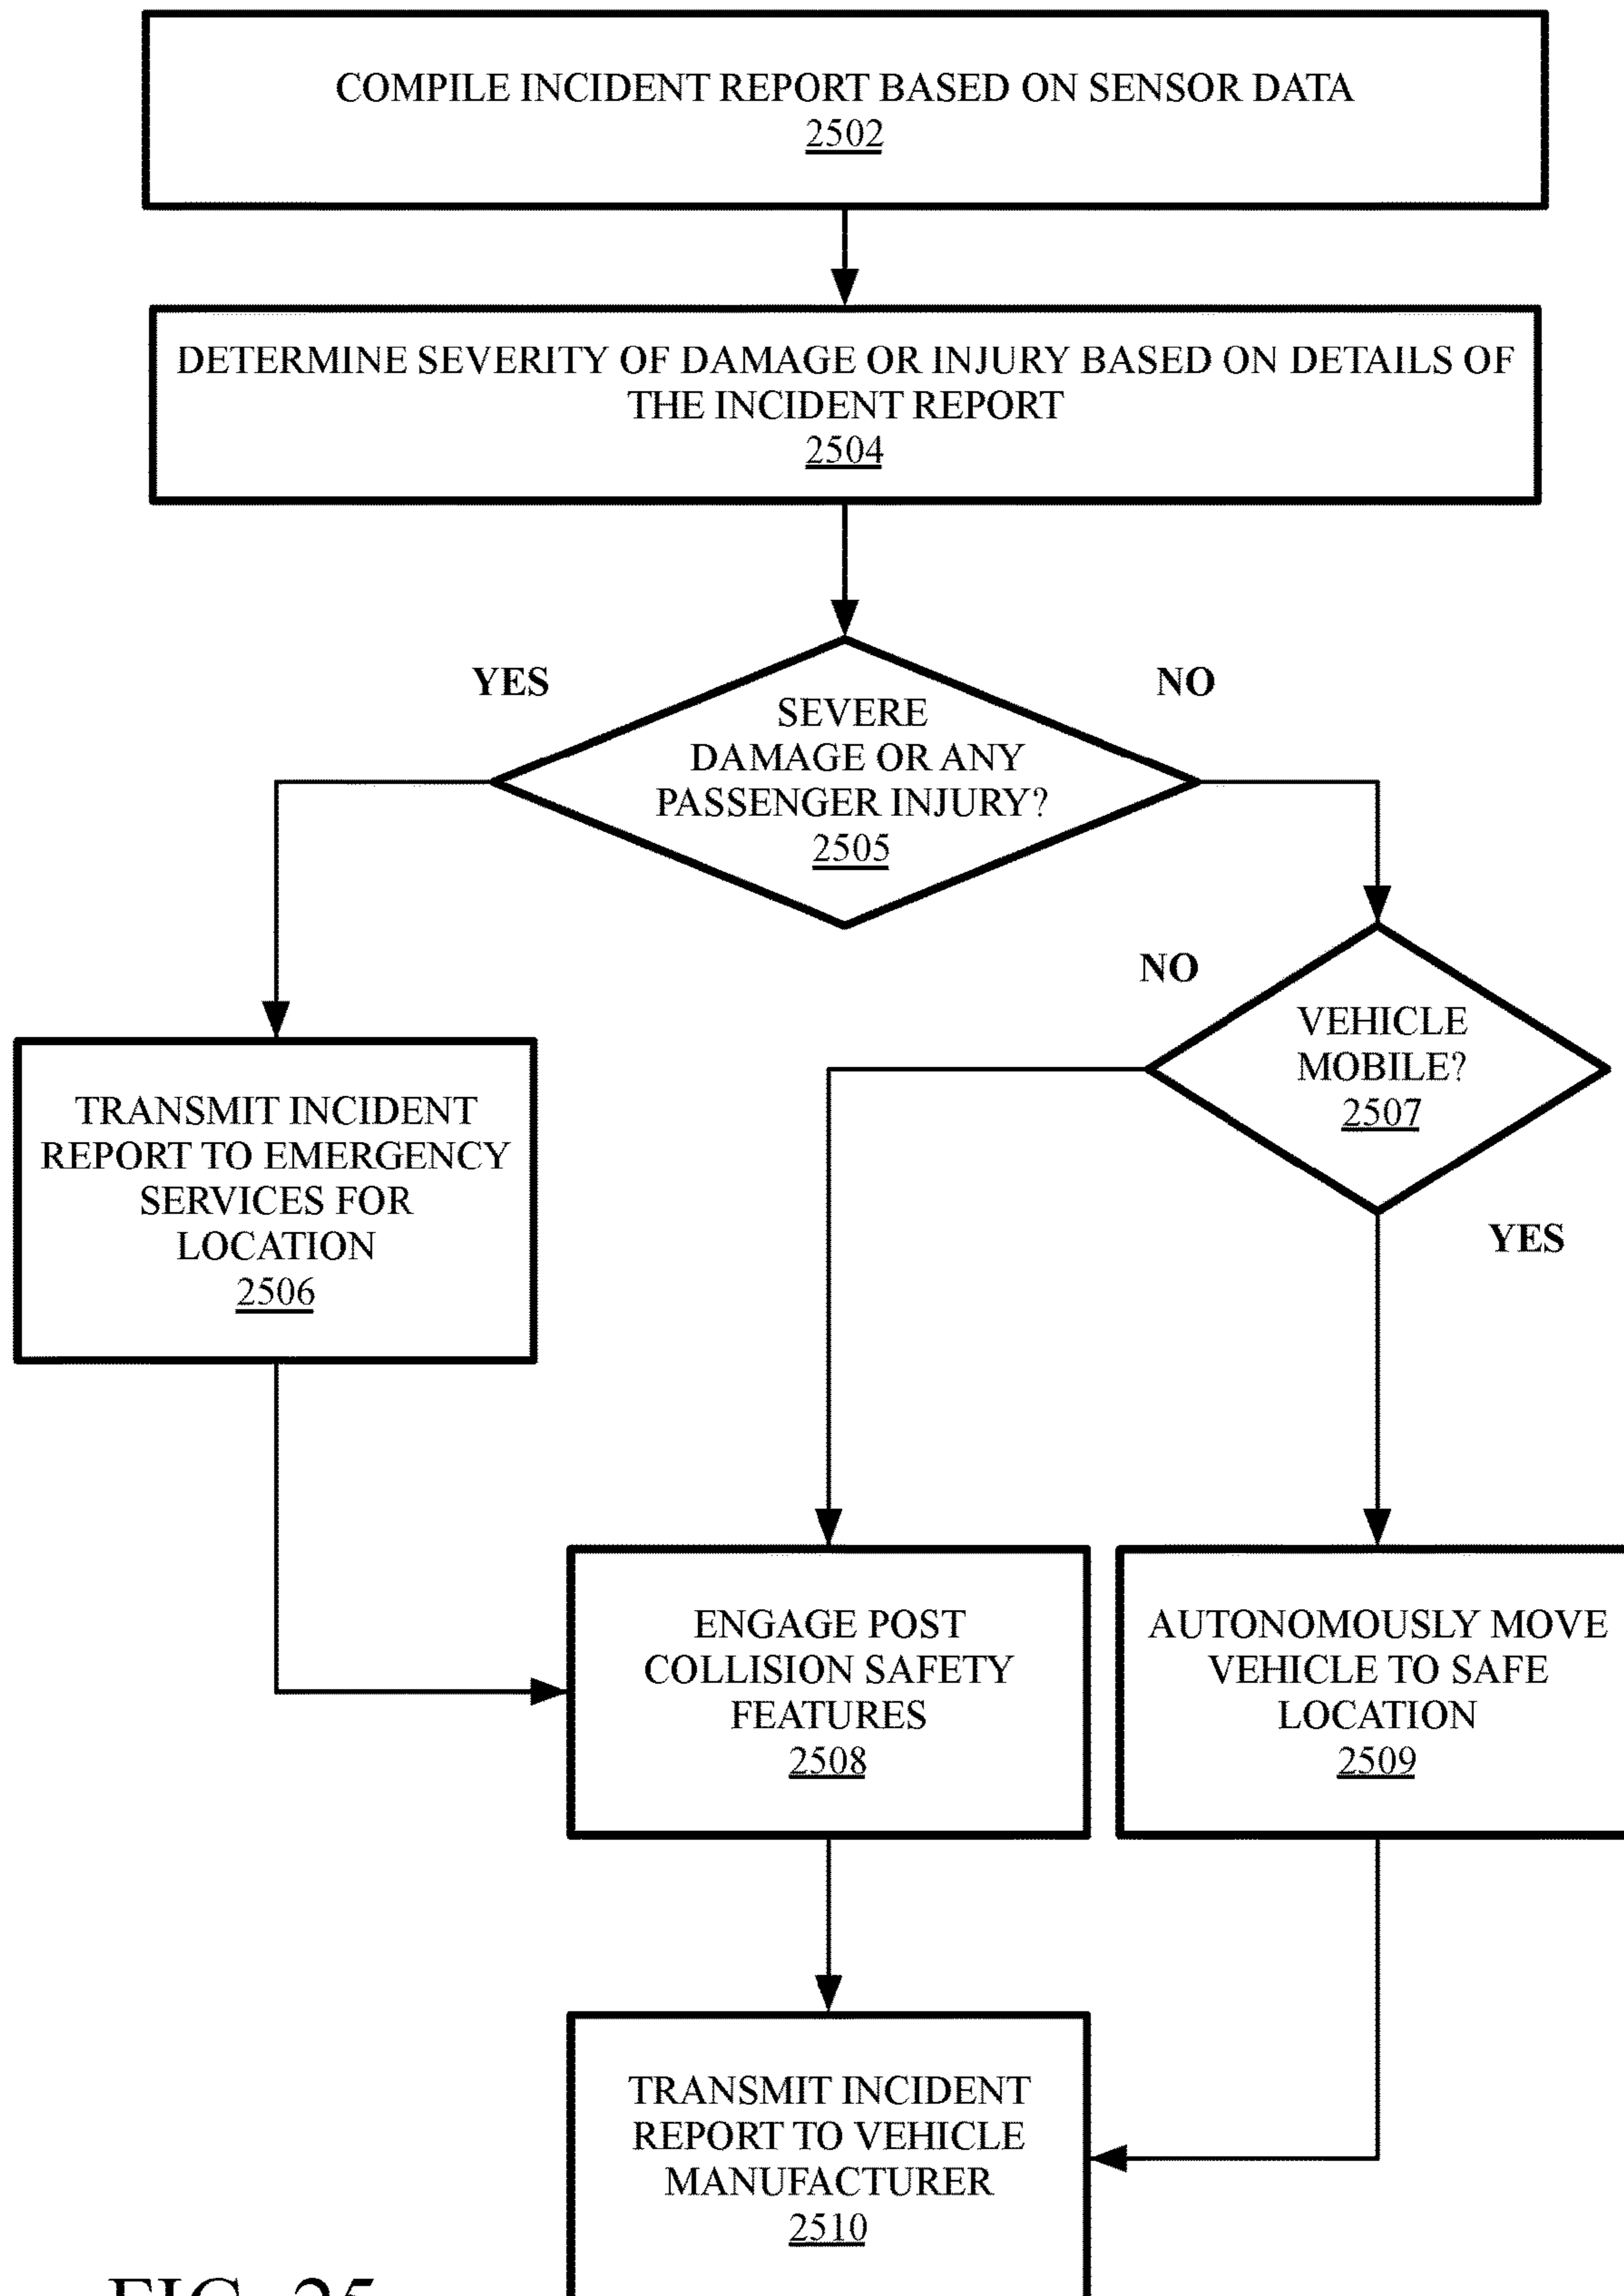 COMPILE INCIDENT REPORT BASED ON SENSOR DATA
2502
DETERMINE SEVERITY OF DAMAGE OR INJURY BASED ON DETAILS OF
THE INCIDENT REPORT
2504
YES
NO
SEVERE
DAMAGE OR ANY
PASSENGER INJURY?
2505
NO
VEHICLE
MOBILE?
2507
YES
TRANSMIT INCIDENT
REPORT TO EMERGENCY
SERVICES FOR
LOCATION
2506
ENGAGE POST
COLLISION SAFETY
FEATURES
2508
AUTONOMOUSLY MOVE
VEHICLE TO SAFE
LOCATION
2509
TRANSMIT INCIDENT
REPORT TO VEHICLE
MANUFACTURER
2510
FIG. 25